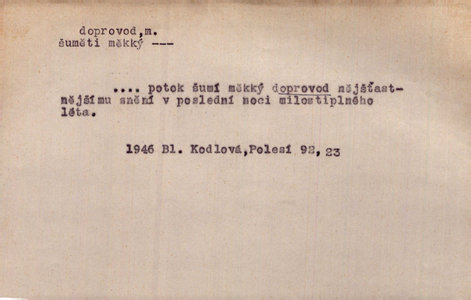 doprovod,m.
šuměti měkký ---
.... potok šumí měkký doprovod nějšťast-
nějšímu snění v poslední noci milostiplného
léta.
1946 Bl. Kodlová,Polesí 92, 23